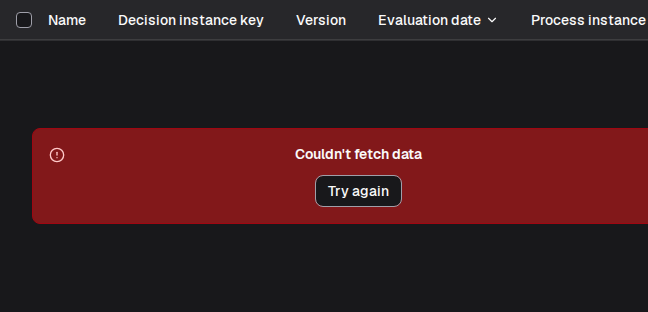 Name Decision instance key Version Evaluation date Process instance
Couldn't fetch data
Try again